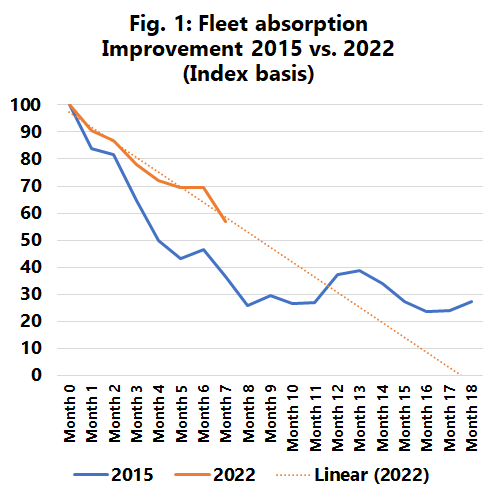 Fig. 1: Fleet absorption
Improvement 2015 vs. 2022
(Index basis)
100
90
80
70
60
50
40
30
20
10
0
Month 0
Month 1
Month 2
Month 3
Month 4
Month 5
Month 6
Month 7
Month 8
Month 9
Month 10
Month 11
Month 12
Month 13
Month 14
Month 15
Month 16
Month 17
Month 18
2015 2022 Linear (2022)